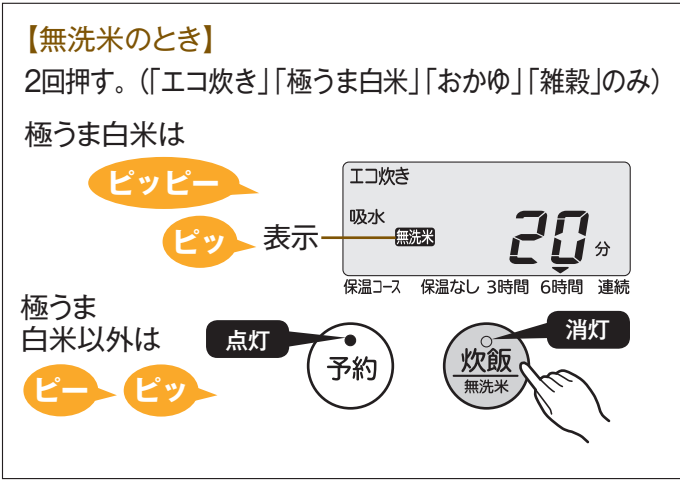 【無洗米のとき】
2回押す。(「エコ炊き」「極うま白米」「おかゆ」「雑穀」のみ)
極うま白米は
ピッピー
ピッ
表示
エコ炊き
吸水
無洗米
20分
保温コース 保温なし 3時間 6時間 連続
極うま
白米以外は
ピー ピッ
点灯
予約
消灯
炊飯
無洗米